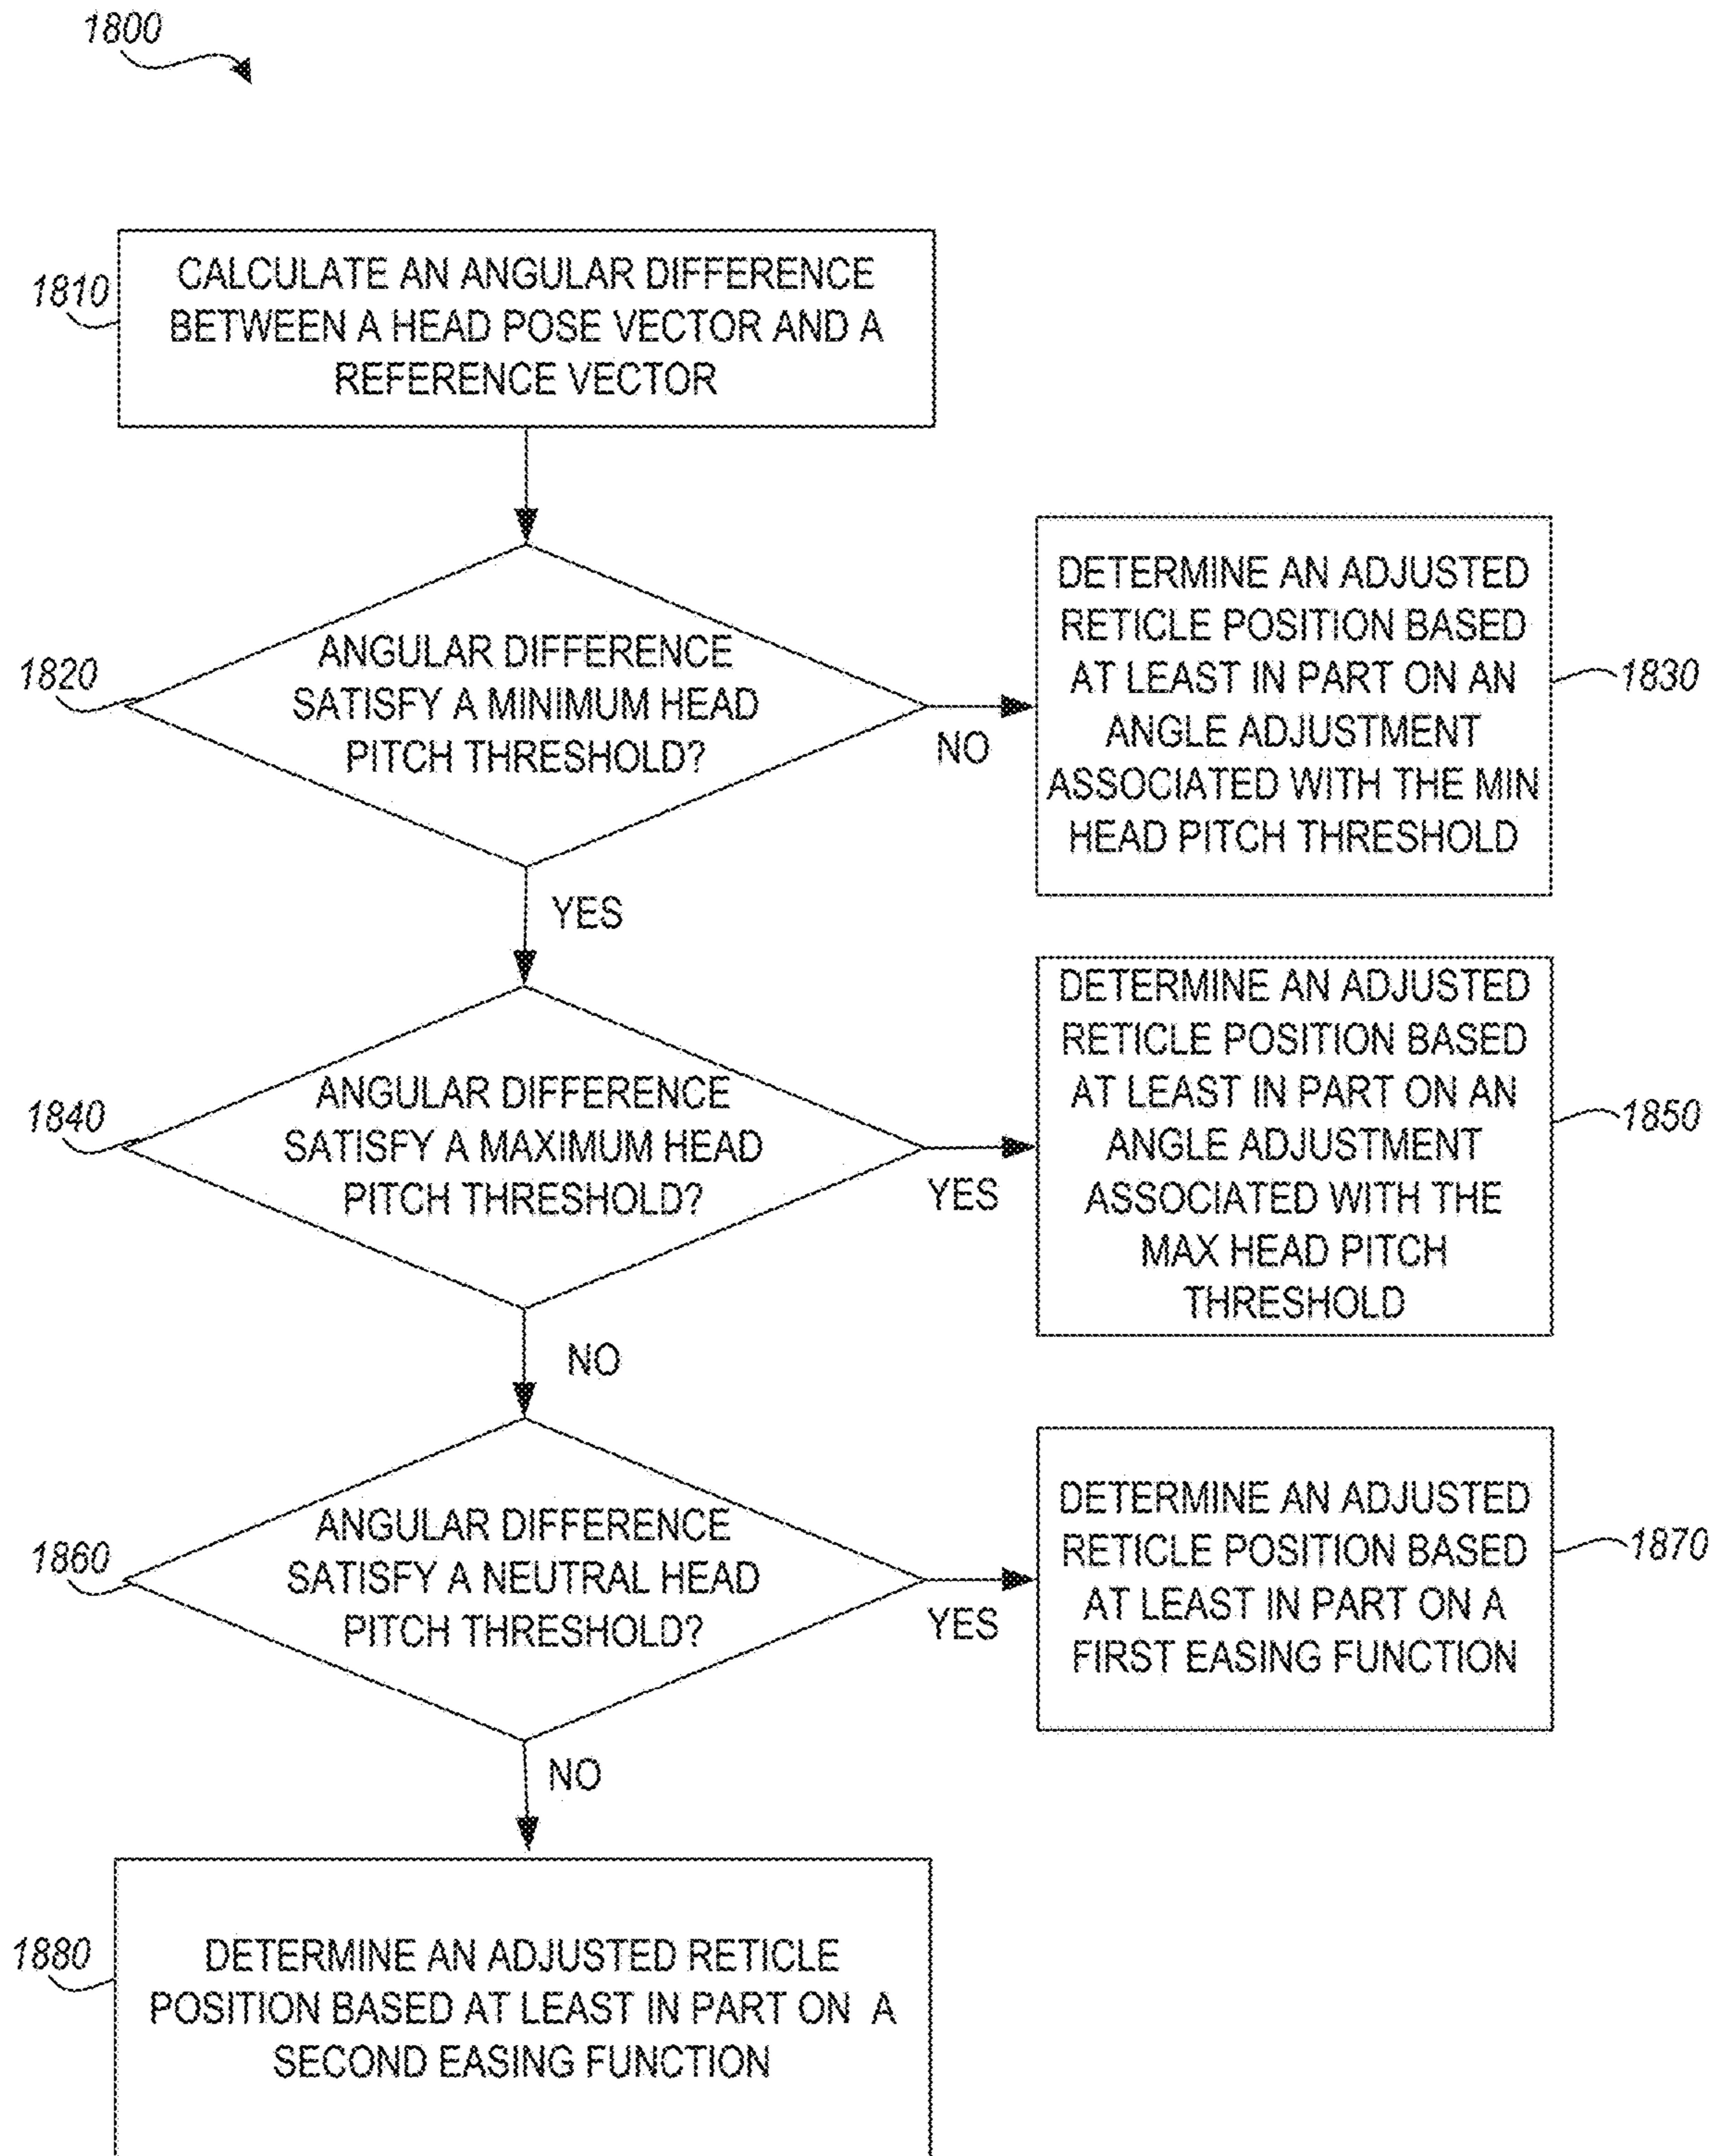 1800
1810
CALCULATE AN ANGULAR DIFFERENCE
BETWEEN A HEAD POSE VECTOR AND A
REFERENCE VECTOR
1820
ANGULAR DIFFERENCE
SATISFY A MINIMUM HEAD
PITCH THRESHOLD?
NO
YES
DETERMINE AN ADJUSTED
RETICLE POSITION BASED
AT LEAST IN PART ON AN
ANGLE ADJUSTMENT
ASSOCIATED WITH THE MIN
HEAD PITCH THRESHOLD
1830
1840
ANGULAR DIFFERENCE
SATISFY A MAXIMUM HEAD
PITCH THRESHOLD?
YES
NO
DETERMINE AN ADJUSTED
RETICLE POSITION BASED
AT LEAST IN PART ON AN
ANGLE ADJUSTMENT
ASSOCIATED WITH THE
MAX HEAD PITCH
THRESHOLD
1850
1860
ANGULAR DIFFERENCE
SATISFY A NEUTRAL HEAD
PITCH THRESHOLD?
YES
NO
DETERMINE AN ADJUSTED
RETICLE POSITION BASED
AT LEAST IN PART ON A
FIRST EASING FUNCTION
1870
1880
DETERMINE AN ADJUSTED RETICLE
POSITION BASED AT LEAST IN PART ON A
SECOND EASING FUNCTION